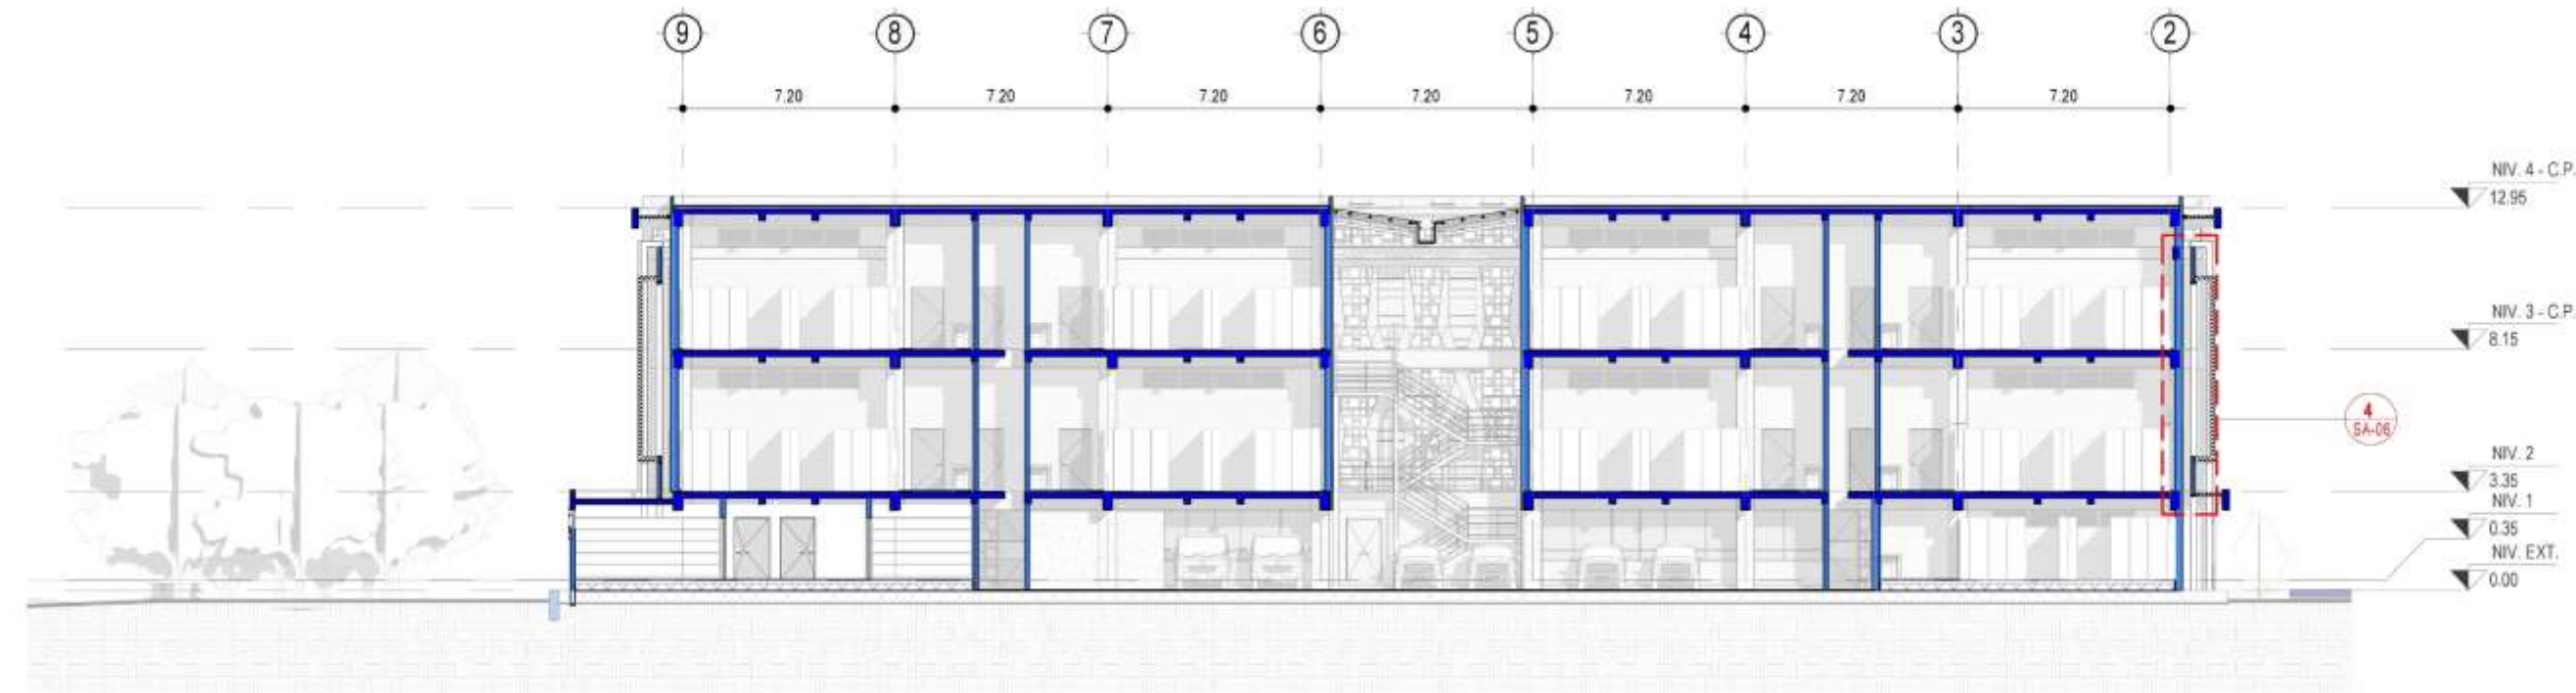 9 8 7 6 5 4 3 2
7.20 7.20 7.20 7.20 7.20 7.20 7.20
NIV. 4 - C.P.
12.95
NIV. 3 - C.P.
8.15
4
SA-06
NIV. 2
3.35
NIV. 1
0.35
NIV. EXT.
0.00